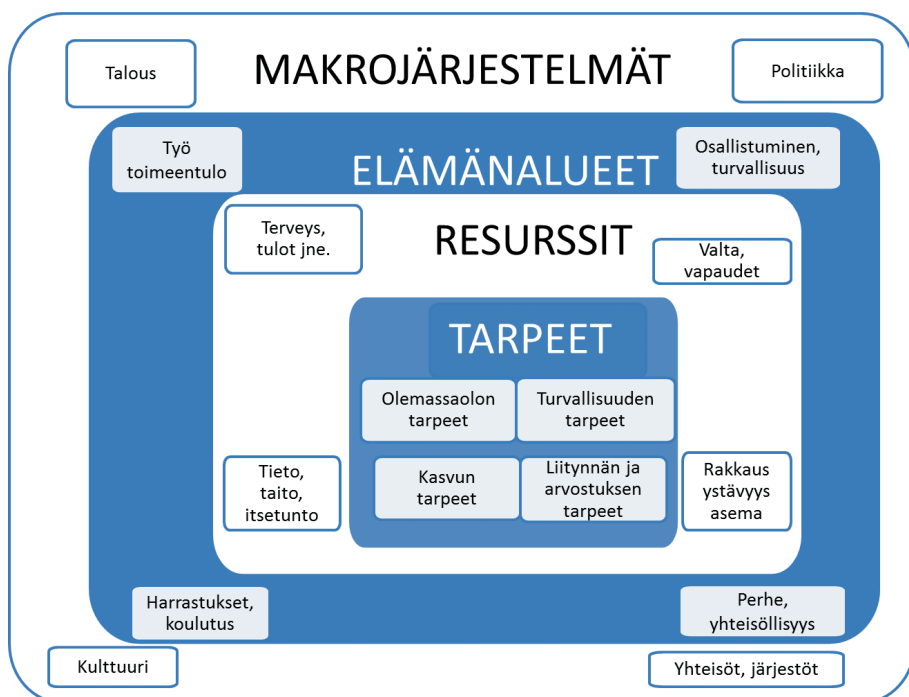 Talous
MAKROJÄRJESTELMÄT
Politiikka
Työ
toimeentulo
ELÄMÄNALUEET
Osallistuminen,
turvallisuus
Terveys,
tulot jne.
RESURSSIT
Valta,
vapaudet
TARPEET
Olemassaolon
tarpeet
Turvallisuuden
tarpeet
Tieto,
taito,
itsetunto
Kasvun
tarpeet
Liitynnän ja
arvostuksen
tarpeet
Rakkaus
ystävyys
asema
Harrastukset,
koulutus
Perhe,
yhteisöllisyys
Kulttuuri
Yhteisöt, järjestöt